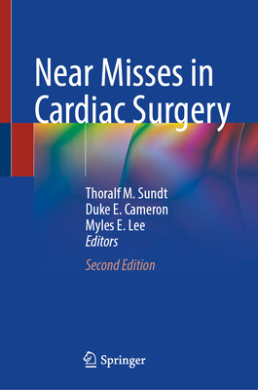 Near Misses in
Cardiac Surgery
Thoralf M. Sundt
Duke E. Cameron
Myles E. Lee
Editors
Second Edition
Springer